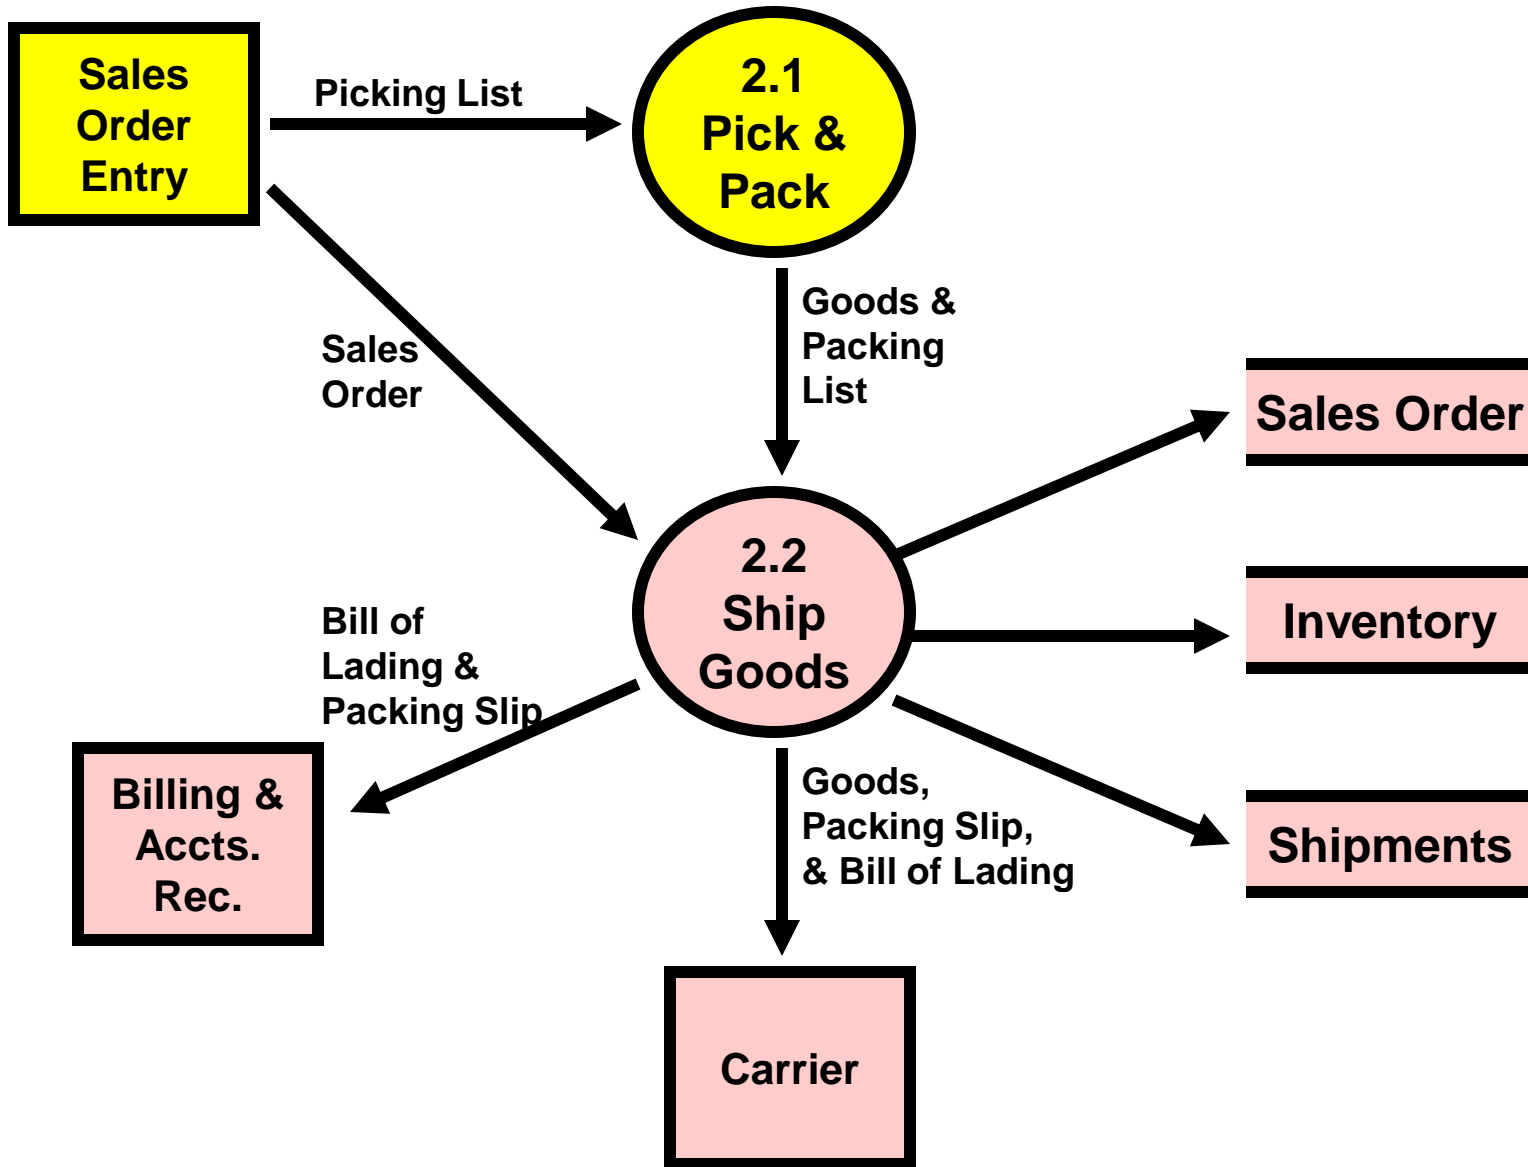 Sales
Order
Entry
Picking List
2.1
Pick &
Pack
Sales
Order
Goods &
Packing
List
Sales Order
2.2
Ship
Goods
Inventory
Bill of
Lading &
Packing Slip
Billing &
Accts.
Rec.
Goods,
Packing Slip,
& Bill of Lading
Shipments
Carrier